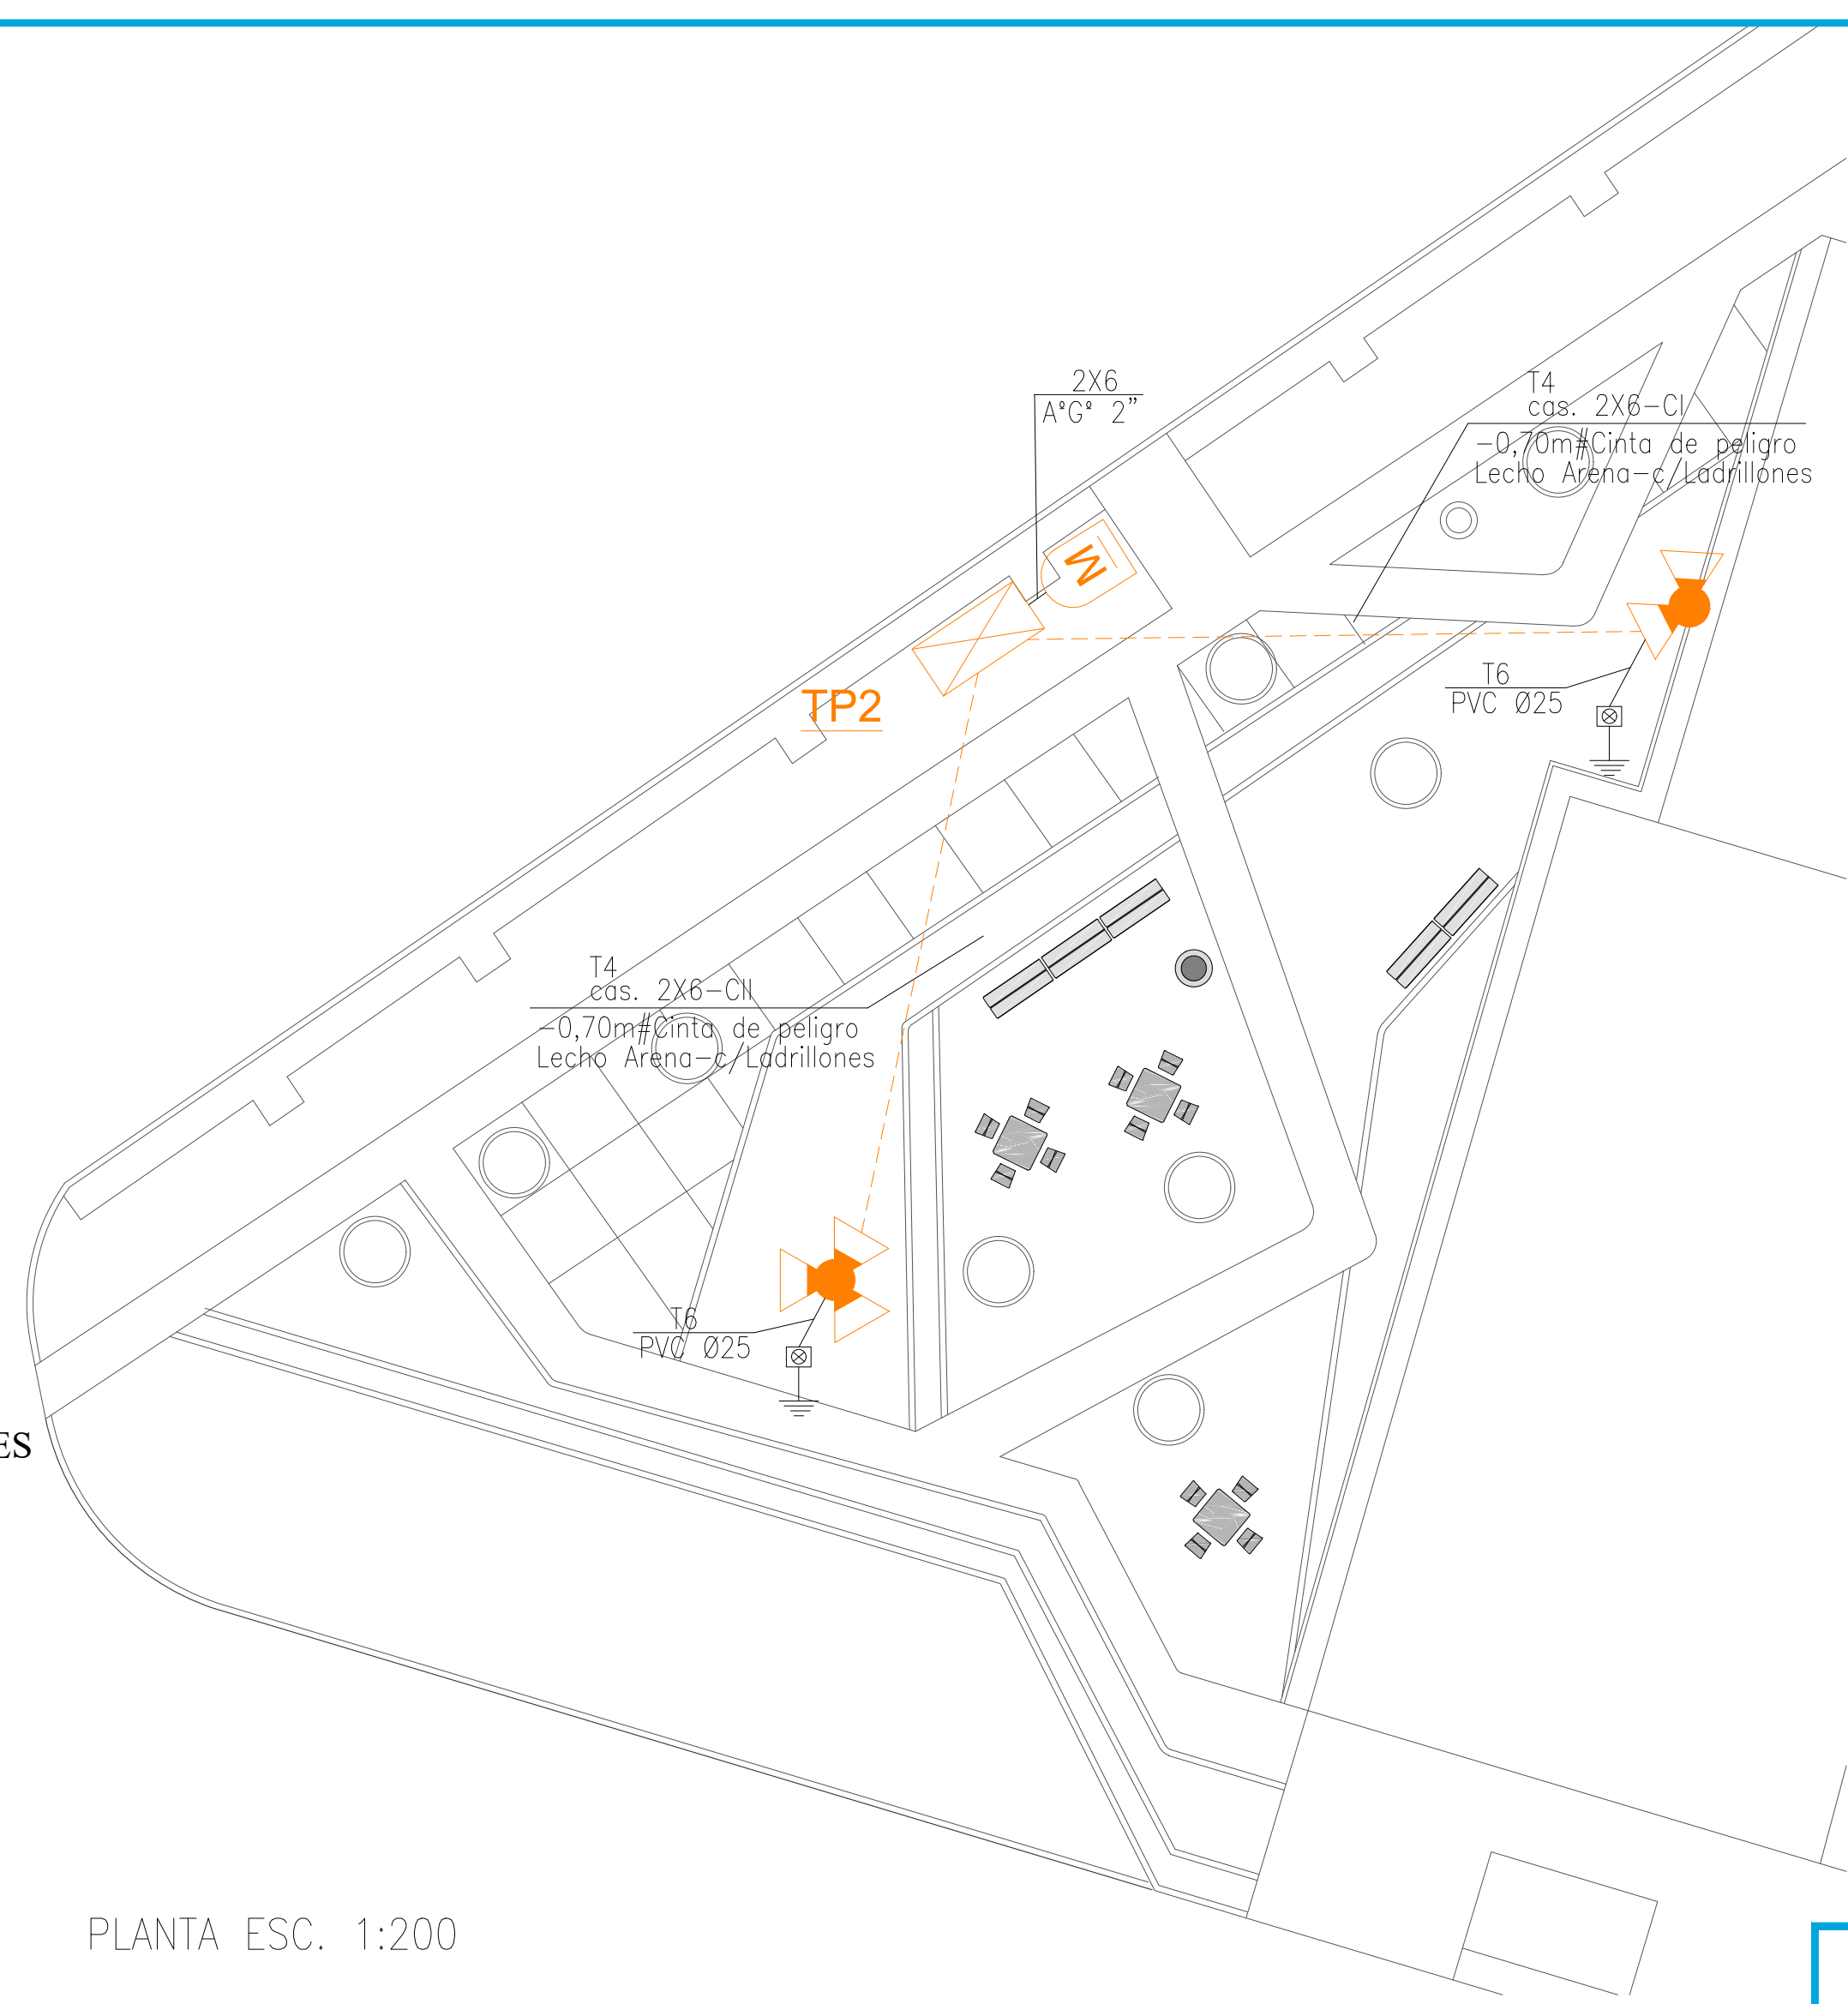 2X6
AºGº 2”
T4
cas. 2X6-CI
-0,70m#Cinta de peligro
Lecho Arena-c/Ladrillones
M
T6
PVC Ø25
TP2
T4
cas. 2X6-CII
-0,70m#Cinta de peligro
Lecho Arena-c/Ladrillones
T6
PVC Ø25
ES
PLANTA ESC. 1:200